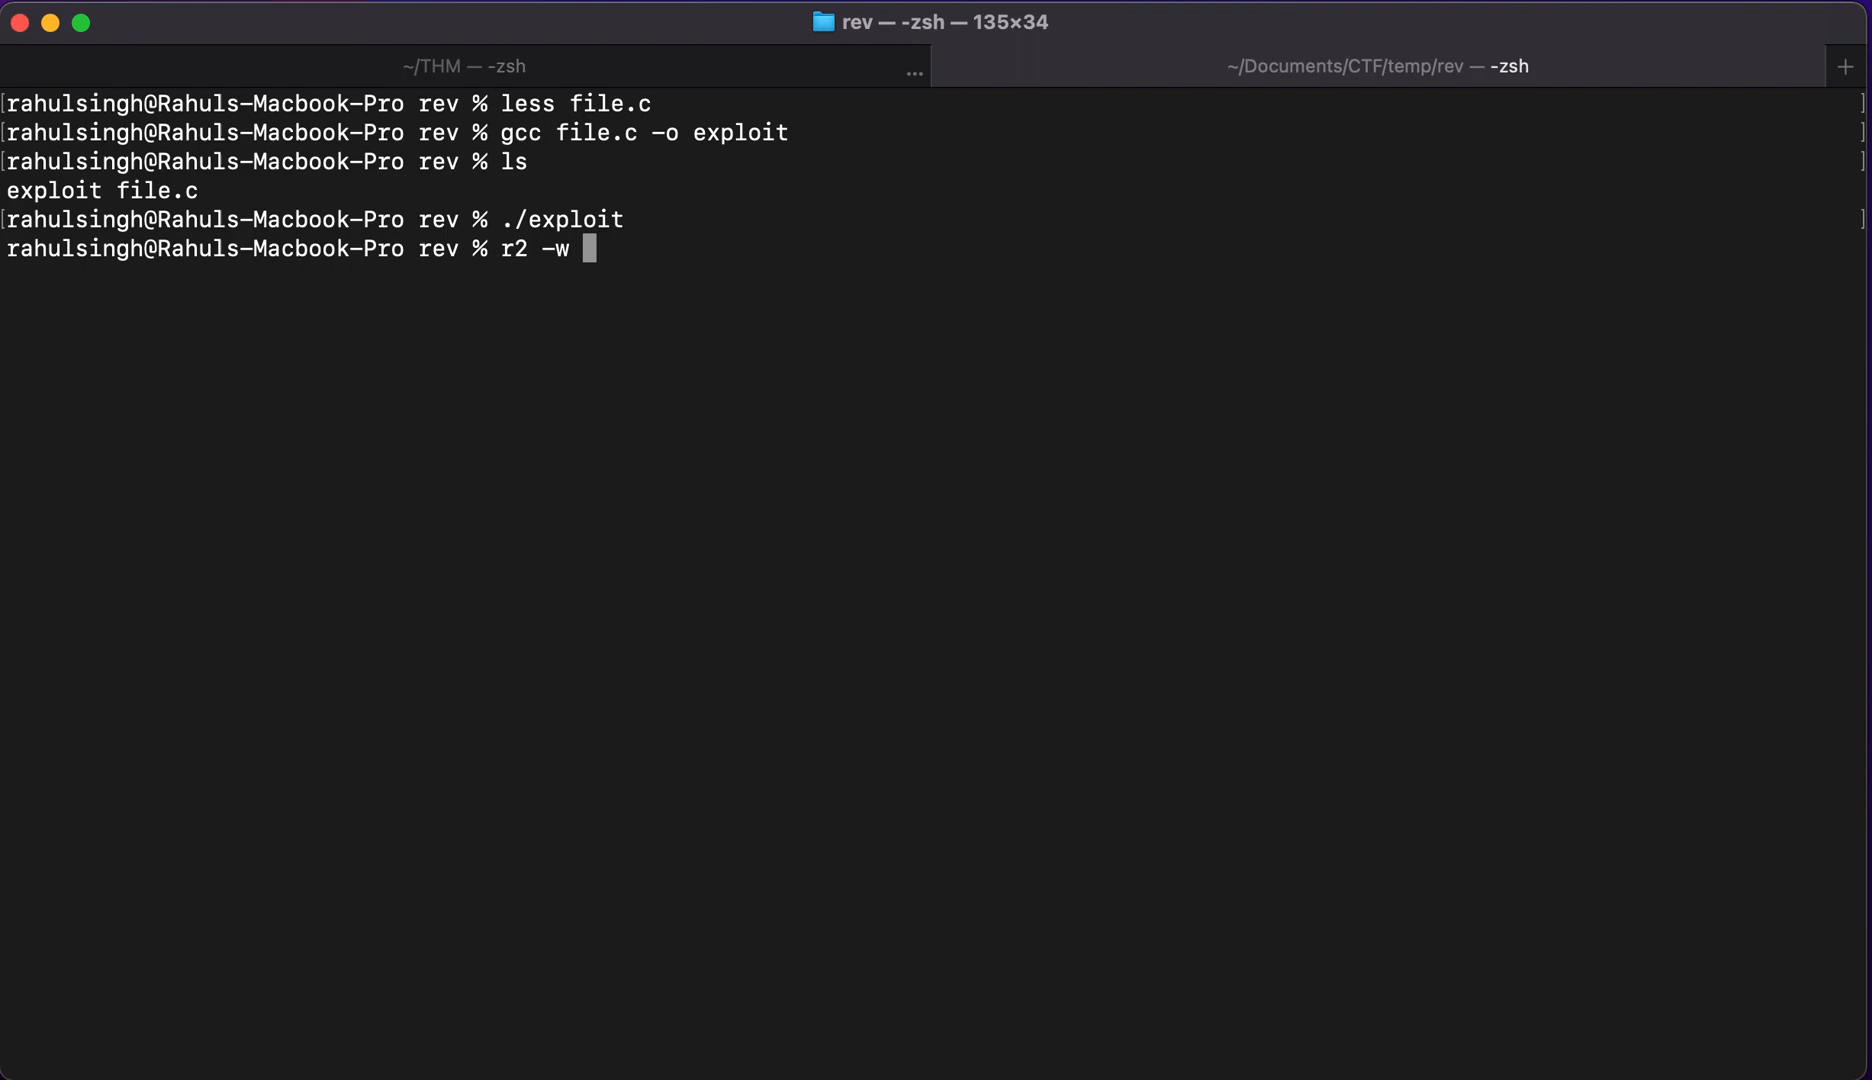 rev — -zsh — 135×34
~/THM — -zsh
...
~/Documents/CTF/temp/rev — -zsh
+
[rahulsingh@Rahuls-Macbook-Pro rev % less file.c ]
[rahulsingh@Rahuls-Macbook-Pro rev % gcc file.c -o exploit ]
[rahulsingh@Rahuls-Macbook-Pro rev % ls ]
exploit file.c
[rahulsingh@Rahuls-Macbook-Pro rev % ./exploit ]
rahulsingh@Rahuls-Macbook-Pro rev % r2 -w